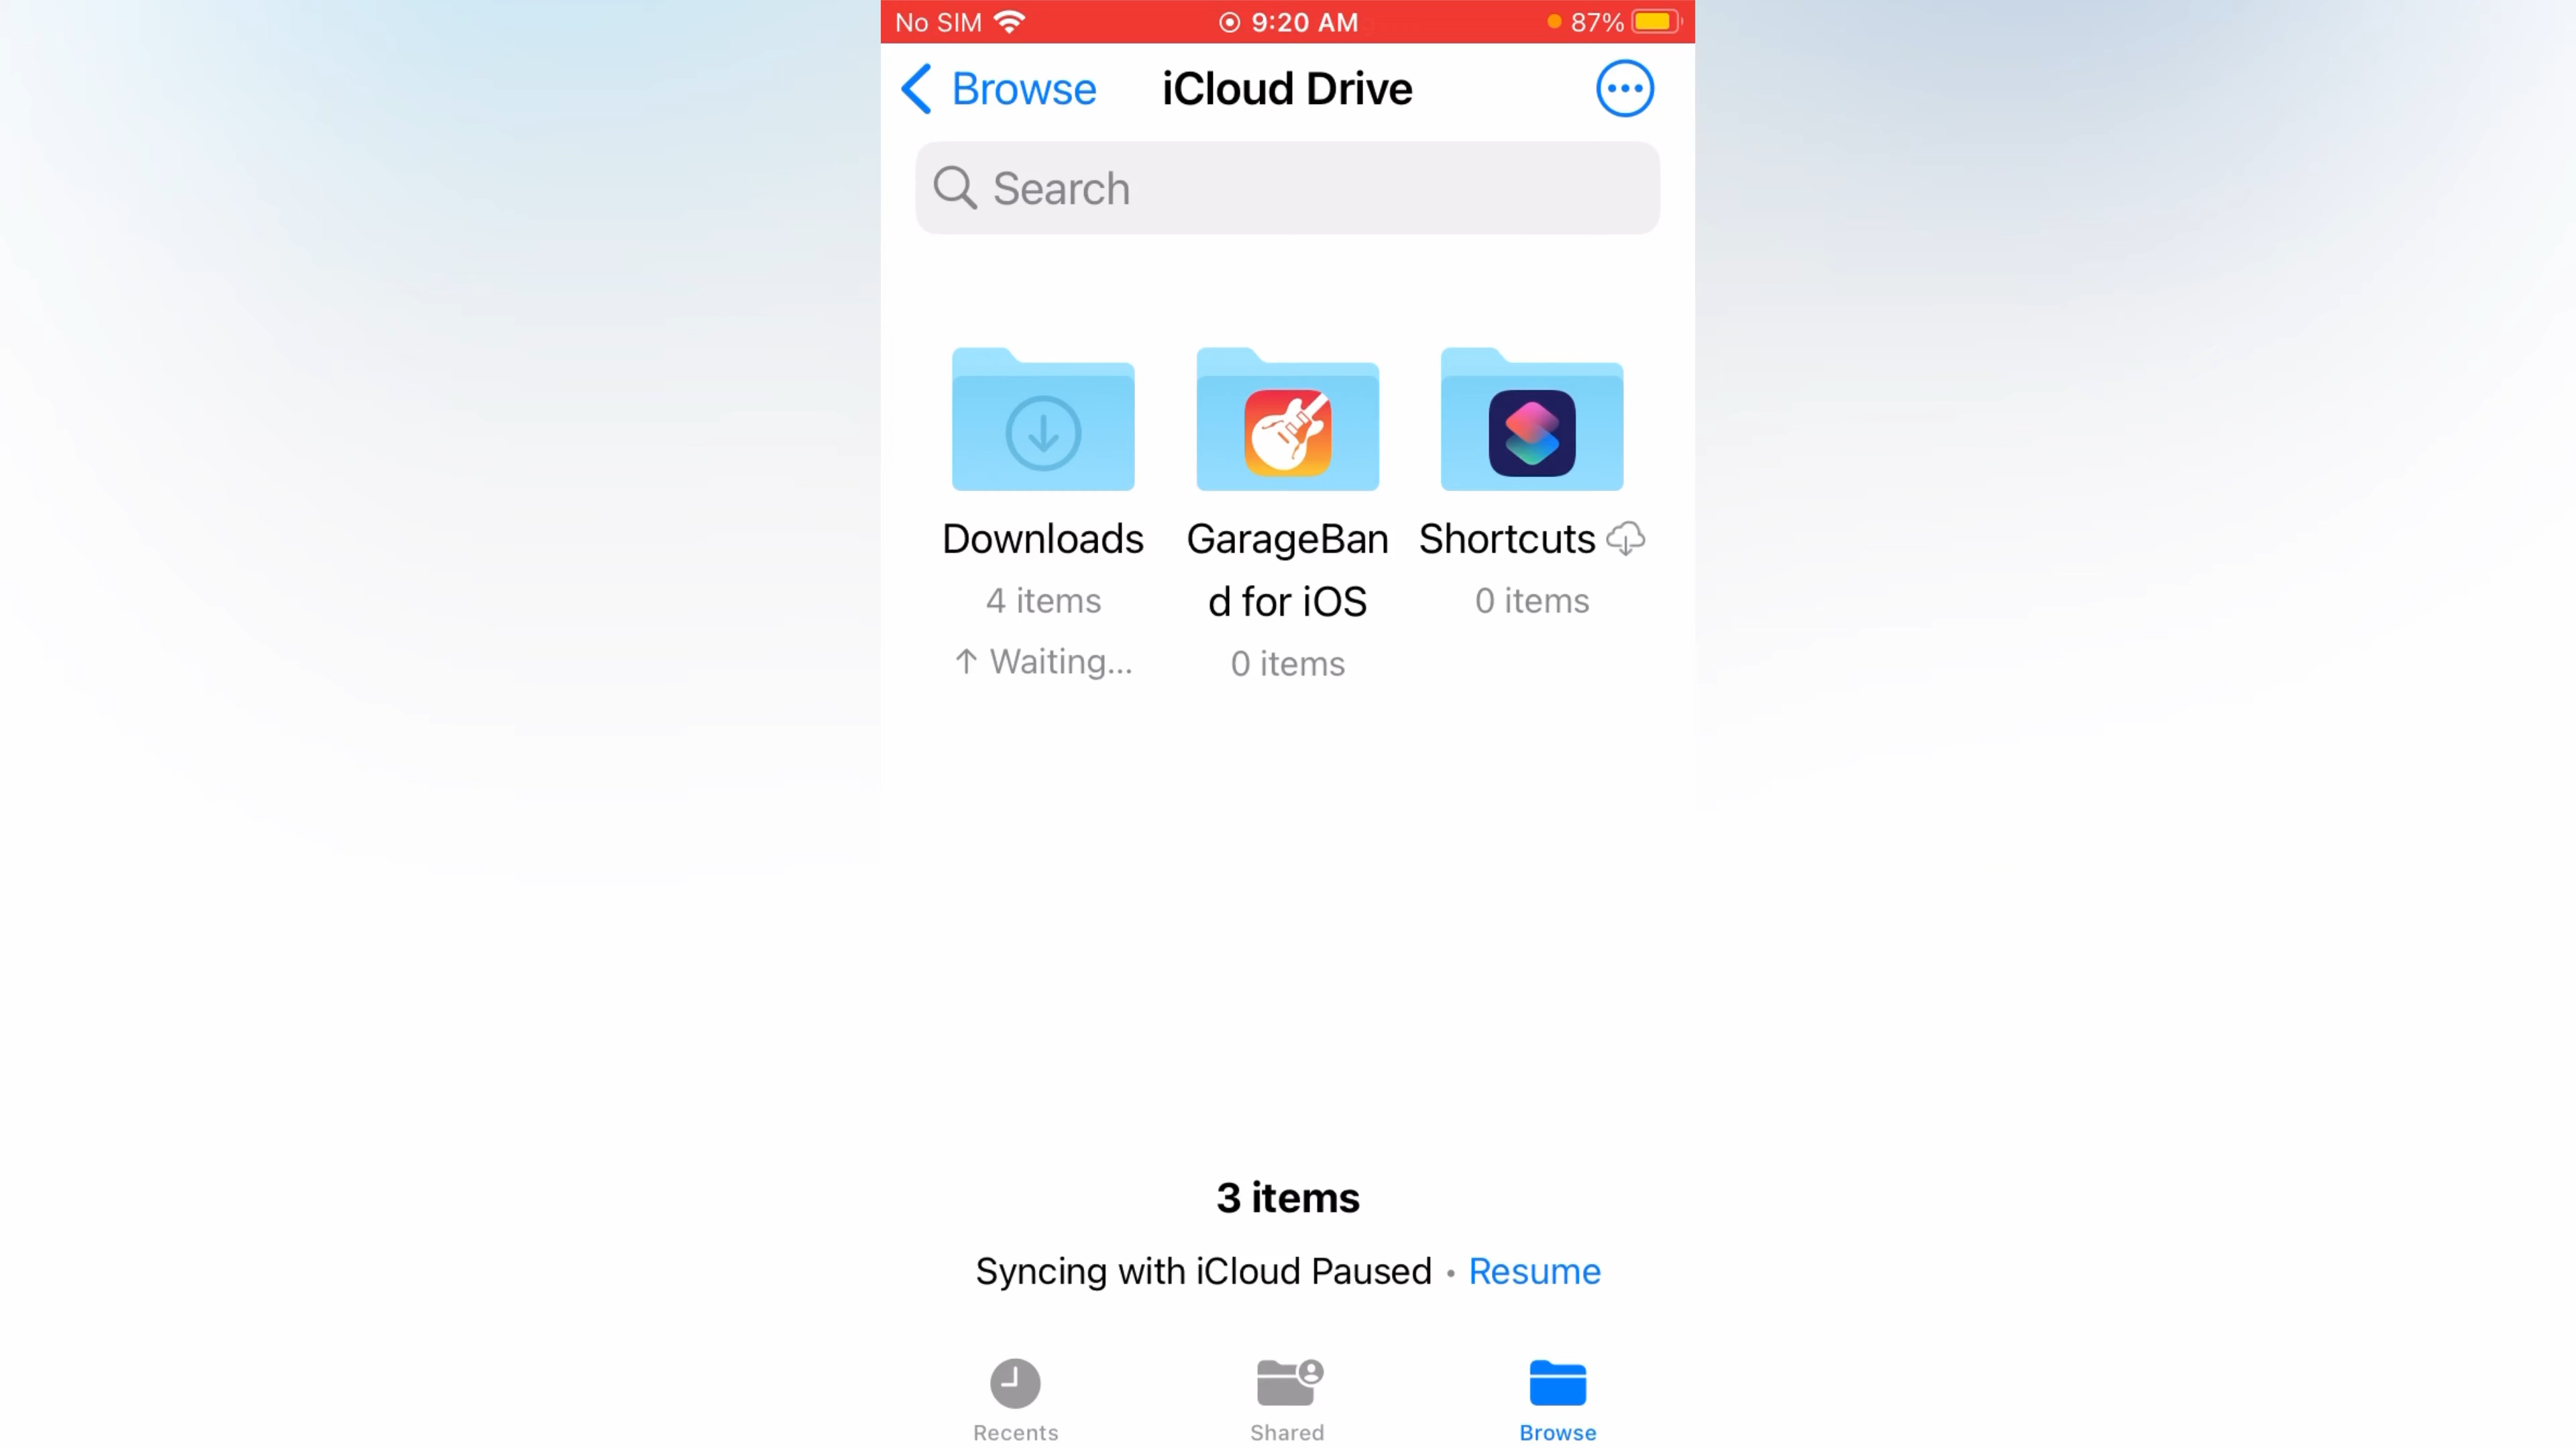 No SIM 9:20 AM 87%
Browse iCloud Drive
Search
Downloads GarageBan Shortcuts
4 items d for iOS 0 items
↑ Waiting... 0 items
3 items
Syncing with iCloud Paused • Resume
Recents Shared Browse